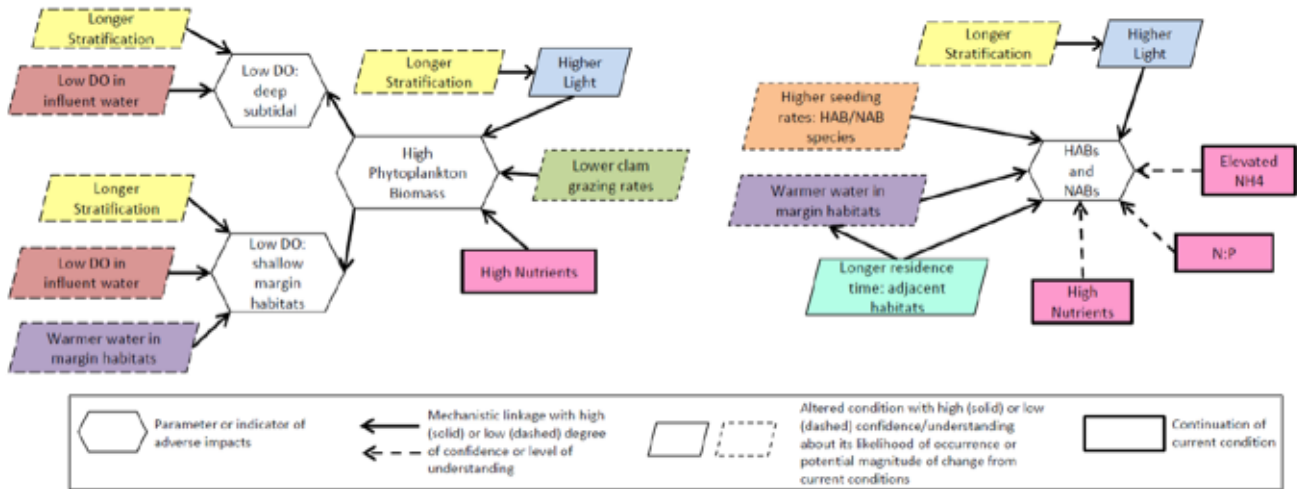 Longer
Stratification
Low DO in
influent water
Low DO:
deep
subtidal
Longer
Stratification
Higher
Light
High
Phytoplankton
Biomass
Lower clam
grazing rates
High Nutrients
Longer
Stratification
Low DO in
influent water
Warmer water in
margin habitats
Low DO:
shallow
margin
habitats
Longer
Stratification
Higher
Light
Higher seeding
rates: HAB/NAB
species
Warmer water in
margin habitats
Longer residence
time: adjacent
habitats
HABs
and
NABs
Elevated
NH4
N:P
High
Nutrients
Parameter or indicator of
adverse impacts
Mechanistic linkage with high
(solid) or low (dashed) degree
of confidence or level of
understanding
Altered condition with high (solid) or low
(dashed) confidence/understanding
about its likelihood of occurrence or
potential magnitude of change from
current conditions
Continuation of
current condition